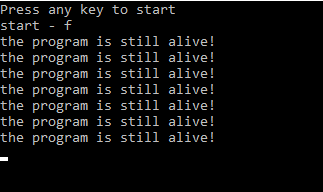 Press any key to start
start - f
the program is still alive!
the program is still alive!
the program is still alive!
the program is still alive!
the program is still alive!
the program is still alive!
the program is still alive!